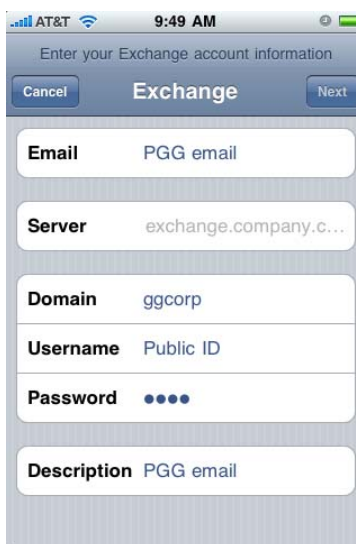 AT&T 9:49 AM
Enter your Exchange account information
Cancel Exchange Next
Email PGG email
Server exchange.company.c...
Domain ggcorp
Username Public ID
Password ●●●●
Description PGG email